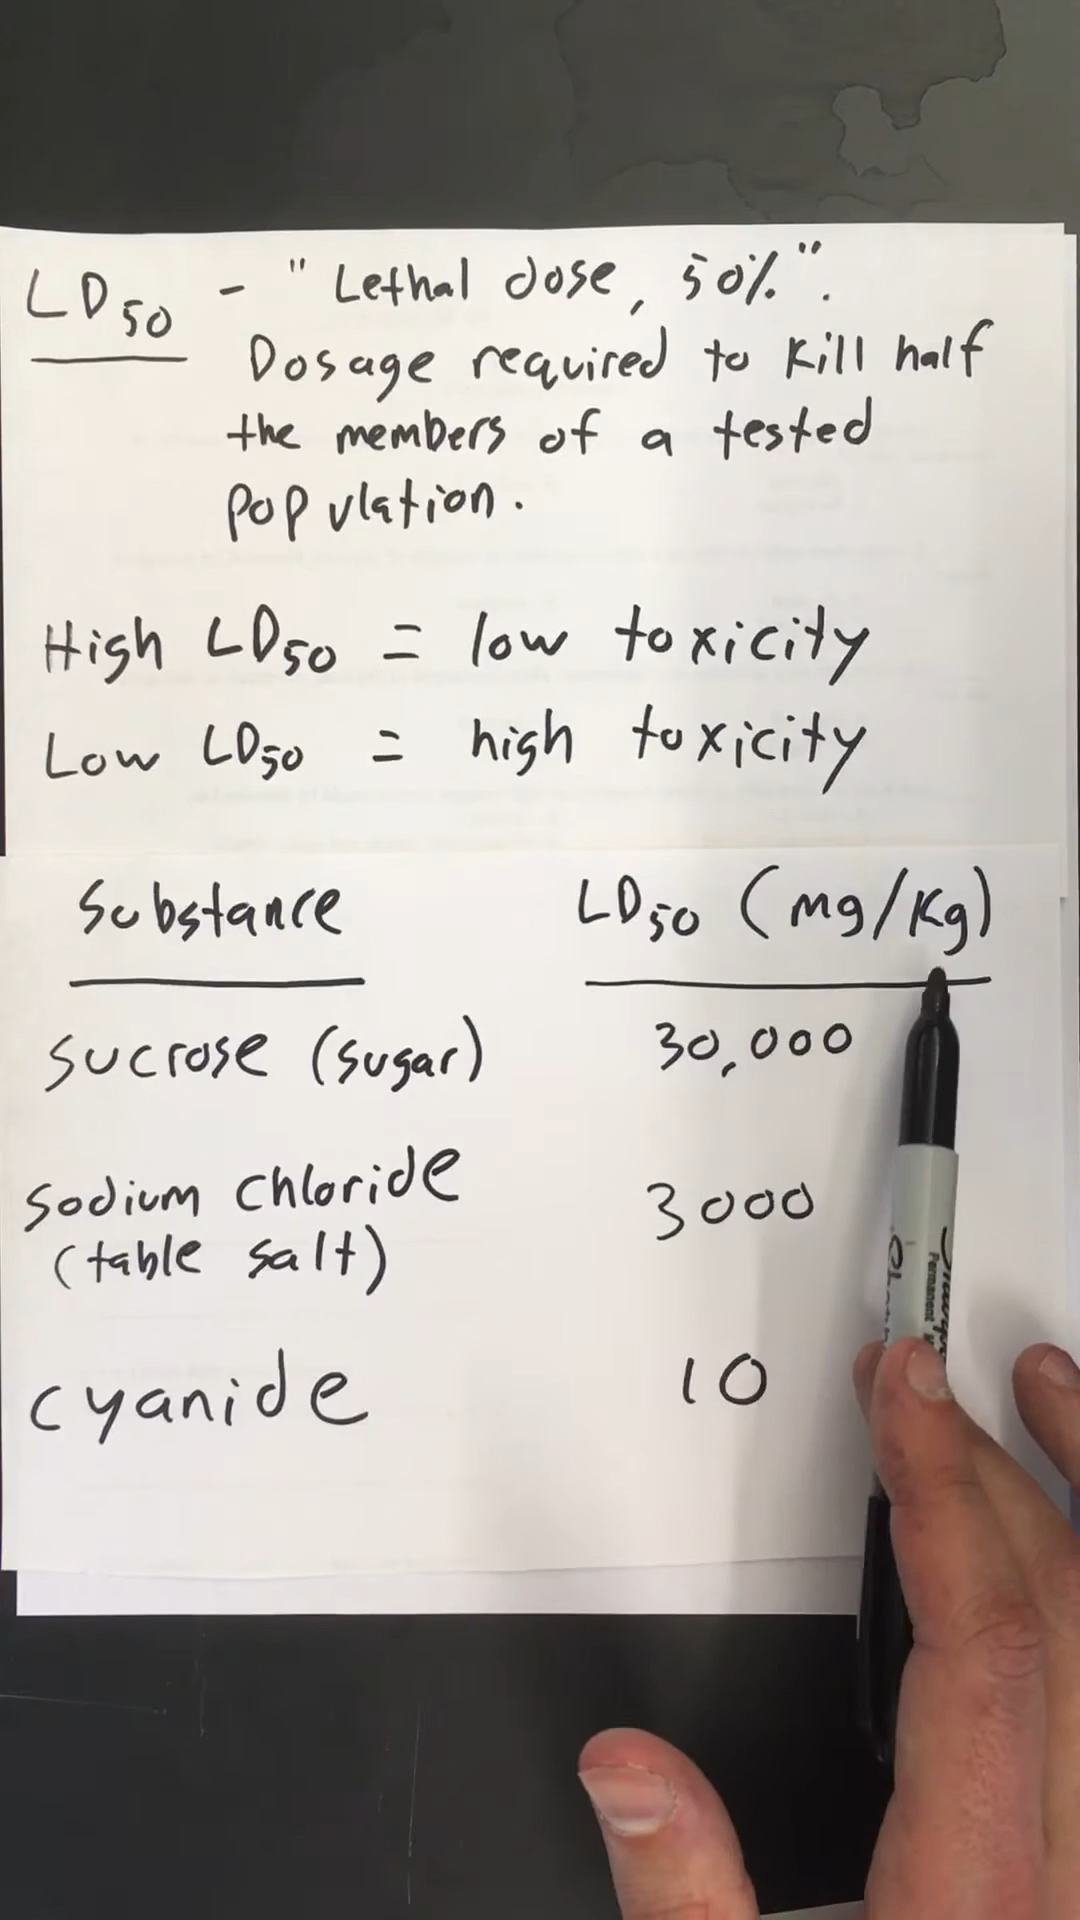 LD50 - "Lethal dose, 50%".
Dosage required to kill half
the members of a tested
population.
High LD50 = low toxicity
Low LD50 = high toxicity
Substance LD50 (mg/kg)
sucrose (sugar) 30,000
sodium chloride 3000
(table salt)
cyanide 10
Permanent